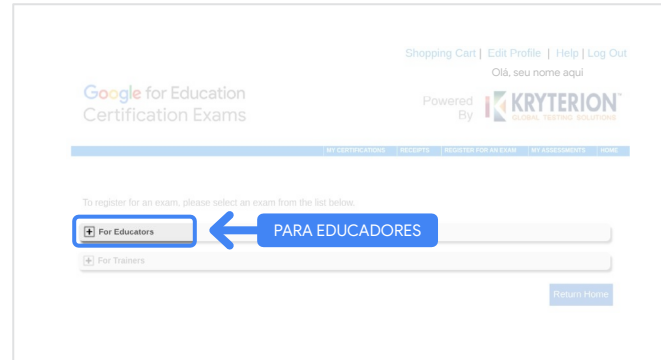 Shopping Cart | Edit Profile | Help | Log Out
Olá, seu nome aqui
Google for Education
Certification Exams
Powered By
KRYTERION™
GLOBAL TESTING SOLUTIONS
MY CERTIFICATIONS | RECEIPTS | REGISTER FOR AN EXAM | MY ASSESSMENTS | HOME
To register for an exam, please select an exam from the list below.
For Educators
PARA EDUCADORES
For Trainers
Return Home